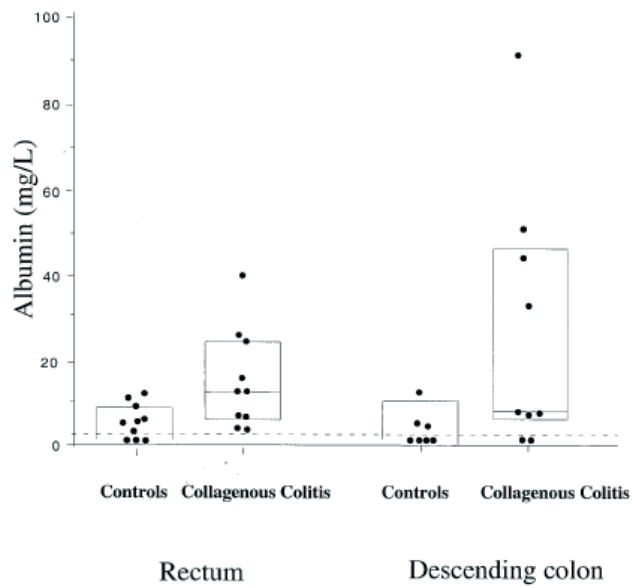 100
80
60
40
20
0
Albumin (mg/L)
Controls Collagenous Colitis Controls Collagenous Colitis
Rectum Descending colon